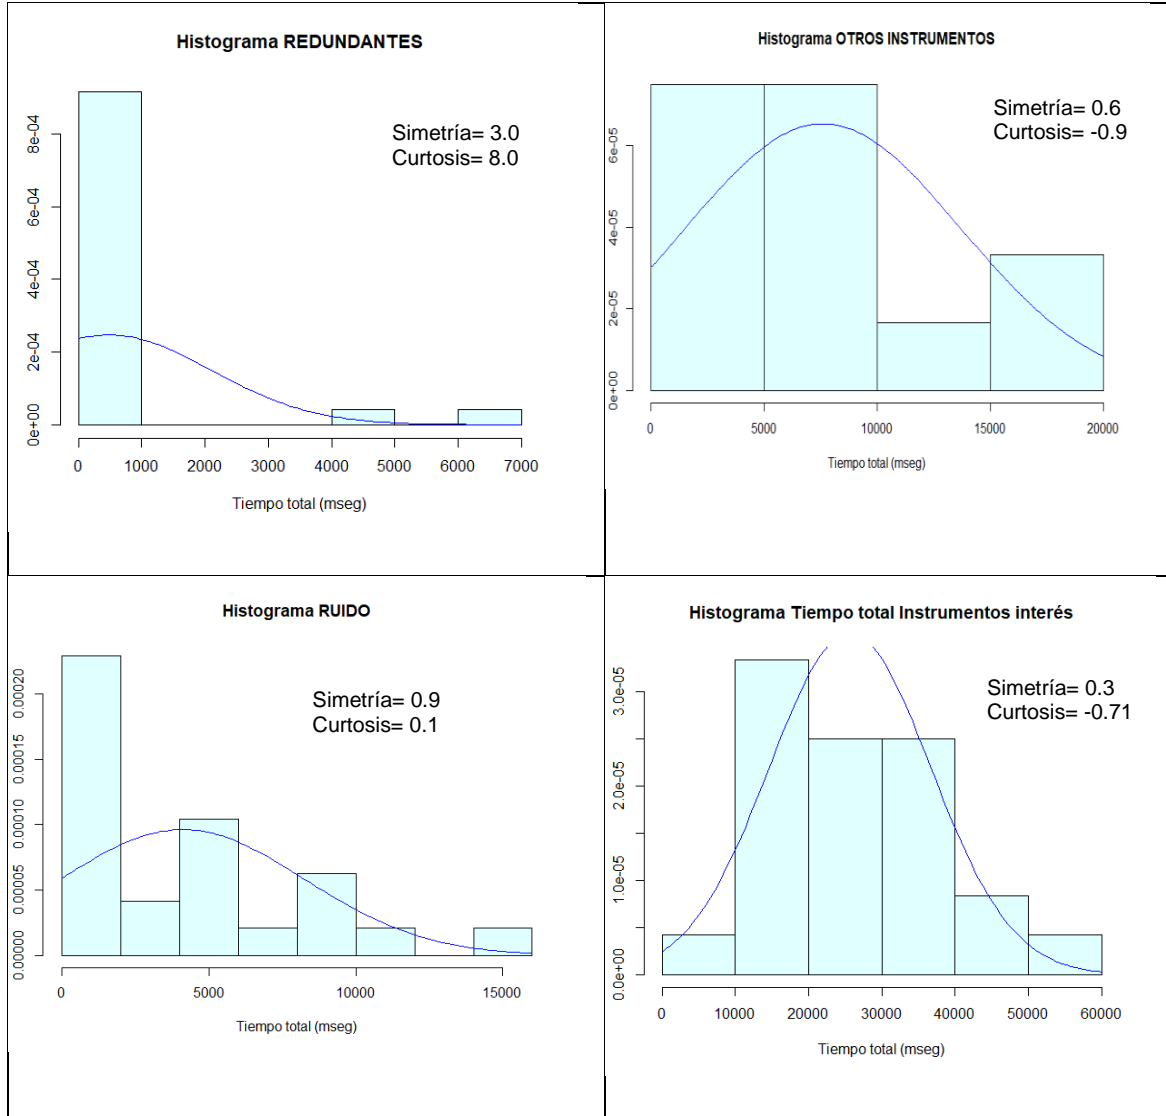 Histograma REDUNDANTES
Simetría= 3.0
Curtosis= 8.0
8e-04
6e-04
4e-04
2e-04
0e+00
0 1000 2000 3000 4000 5000 6000 7000
Tiempo total (mseg)
Histograma OTROS INSTRUMENTOS
Simetría= 0.6
Curtosis= -0.9
6e-05
4e-05
2e-05
0e+00
0 5000 10000 15000 20000
Tiempo total (mseg)
Histograma RUIDO
Simetría= 0.9
Curtosis= 0.1
0.00020
0.00015
0.00010
0.00005
0.00000
0 5000 10000 15000
Tiempo total (mseg)
Histograma Tiempo total Instrumentos interés
Simetría= 0.3
Curtosis= -0.71
3.0e-05
2.0e-05
1.0e-05
0.0e+00
0 10000 20000 30000 40000 50000 60000
Tiempo total (mseg)